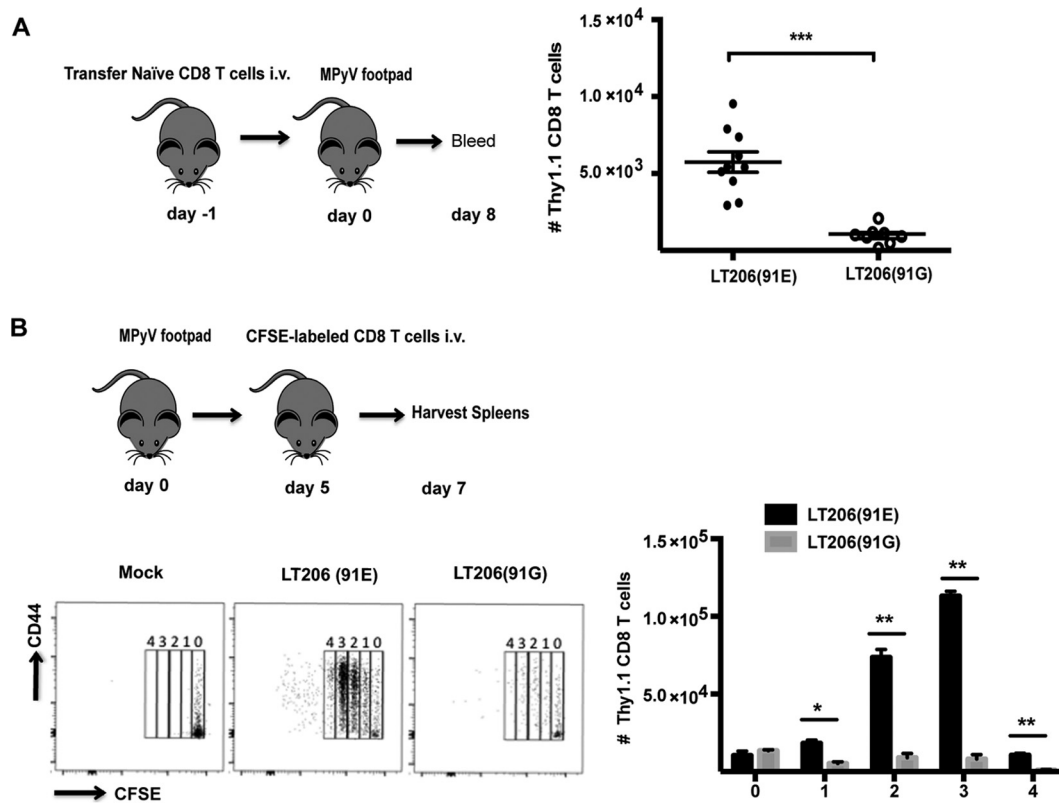 A
Transfer Naïve CD8 T cells i.v.
MPyV footpad
Bleed
day -1
day 0
day 8
# Thy1.1 CD8 T cells
1.5×10⁴
1.0×10⁴
5.0×10³
***
LT206(91E)
LT206(91G)
B
MPyV footpad
CFSE-labeled CD8 T cells i.v.
Harvest Spleens
day 0
day 5
day 7
Mock
LT206 (91E)
LT206(91G)
CD44
4 3 2 1 0
4 3 2 1 0
4 3 2 1 0
CFSE
LT206(91E)
LT206(91G)
# Thy1.1 CD8 T cells
1.5×10⁵
1.0×10⁵
5.0×10⁴
*
**
**
**
0 1 2 3 4